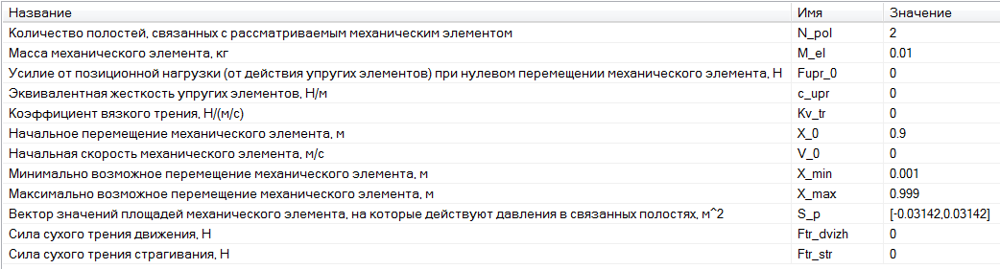 Название Имя Значение
Количество полостей, связанных с рассматриваемым механическим элементом N_pol 2
Масса механического элемента, кг M_el 0.01
Усилие от позиционной нагрузки (от действия упругих элементов) при нулевом перемещении механического элемента, Н Fupr_0 0
Эквивалентная жесткость упругих элементов, Н/м c_upr 0
Коэффициент вязкого трения, Н/(м/с) Kv_tr 0
Начальное перемещение механического элемента, м X_0 0.9
Начальная скорость механического элемента, м/с V_0 0
Минимально возможное перемещение механического элемента, м X_min 0.001
Максимально возможное перемещение механического элемента, м X_max 0.999
Вектор значений площадей механического элемента, на которые действуют давления в связанных полостях, м^2 S_p [-0.03142,0.03142]
Сила сухого трения движения, Н Ftr_dvizh 0
Сила сухого трения страгивания, Н Ftr_str 0